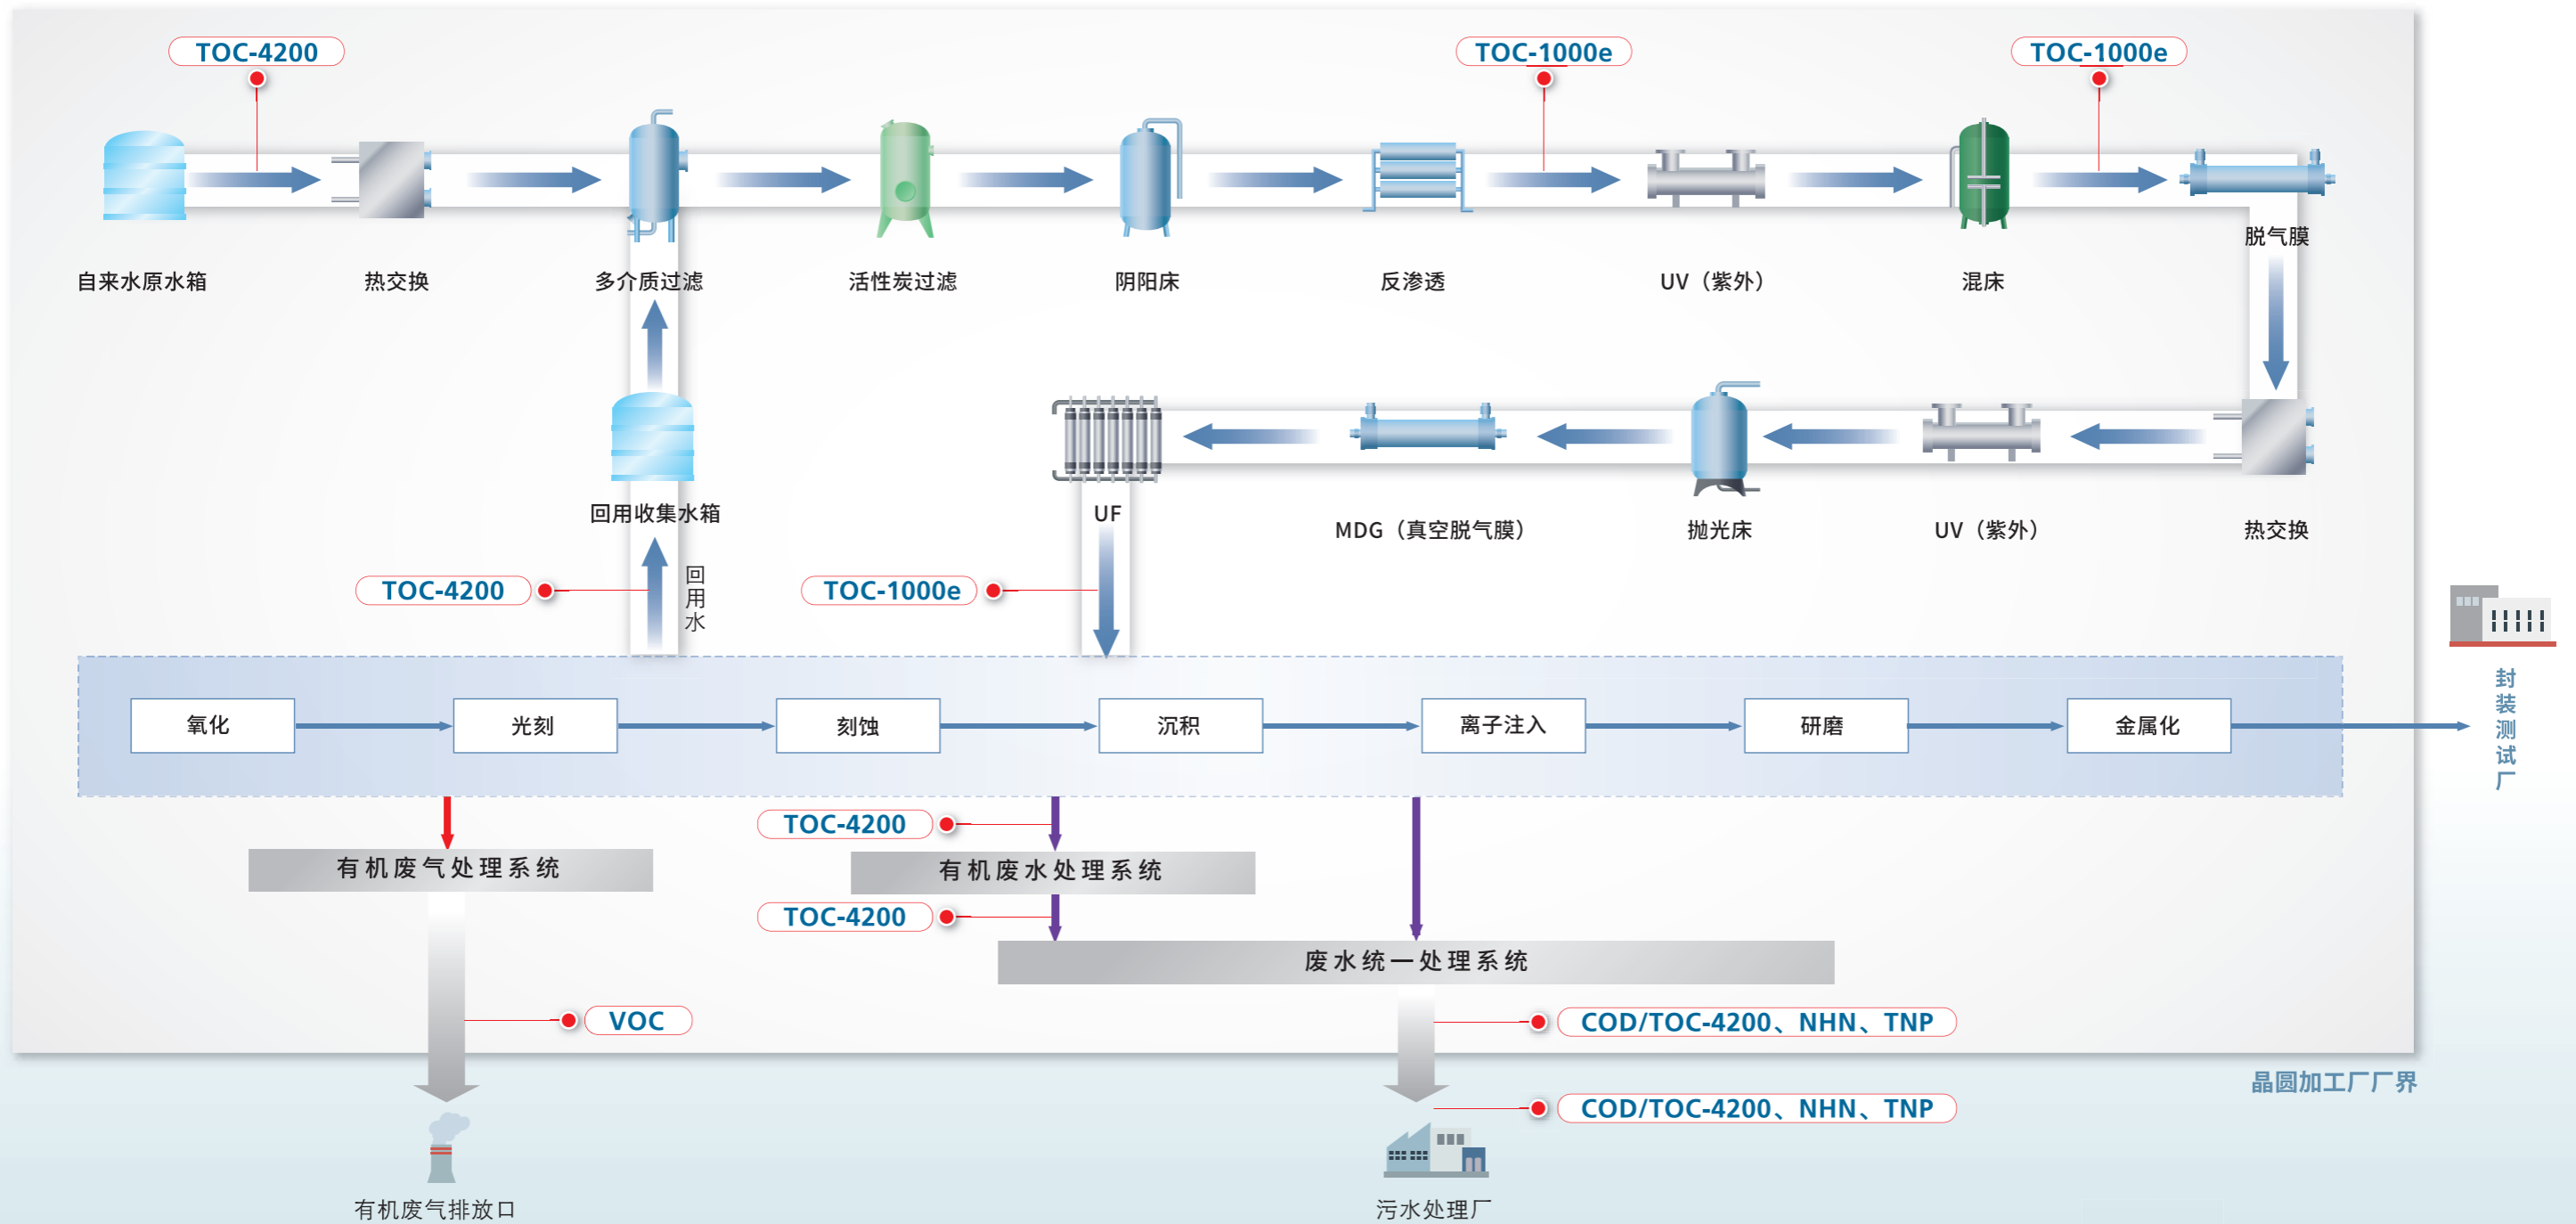 TOC-4200
TOC-1000e
TOC-1000e
自来水原水箱
热交换
多介质过滤
活性炭过滤
阴阳床
反渗透
UV（紫外）
混床
脱气膜
回用收集水箱
UF
MDG（真空脱气膜）
抛光床
UV（紫外）
热交换
TOC-4200
回用水
TOC-1000e
氧化
光刻
刻蚀
沉积
离子注入
研磨
金属化
封装测试厂
TOC-4200
有机废气处理系统
有机废水处理系统
TOC-4200
废水统一处理系统
VOC
COD/TOC-4200、NHN、TNP
晶圆加工厂厂界
COD/TOC-4200、NHN、TNP
有机废气排放口
污水处理厂